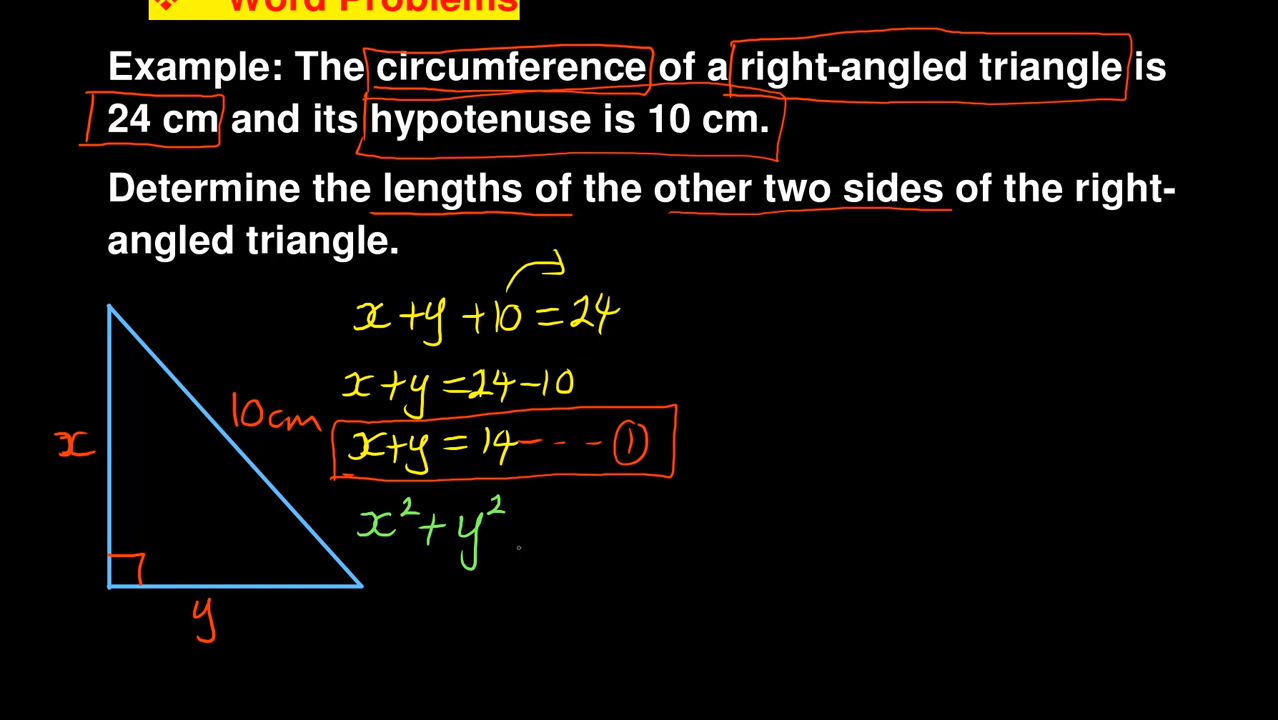 ❖ Word Problems
Example: The circumference of a right-angled triangle is
24 cm and its hypotenuse is 10 cm.
Determine the lengths of the other two sides of the right-
angled triangle.
x+y+10=24
x+y=24-10
10cm
x+y=14--- ①
x
x²+y²
y